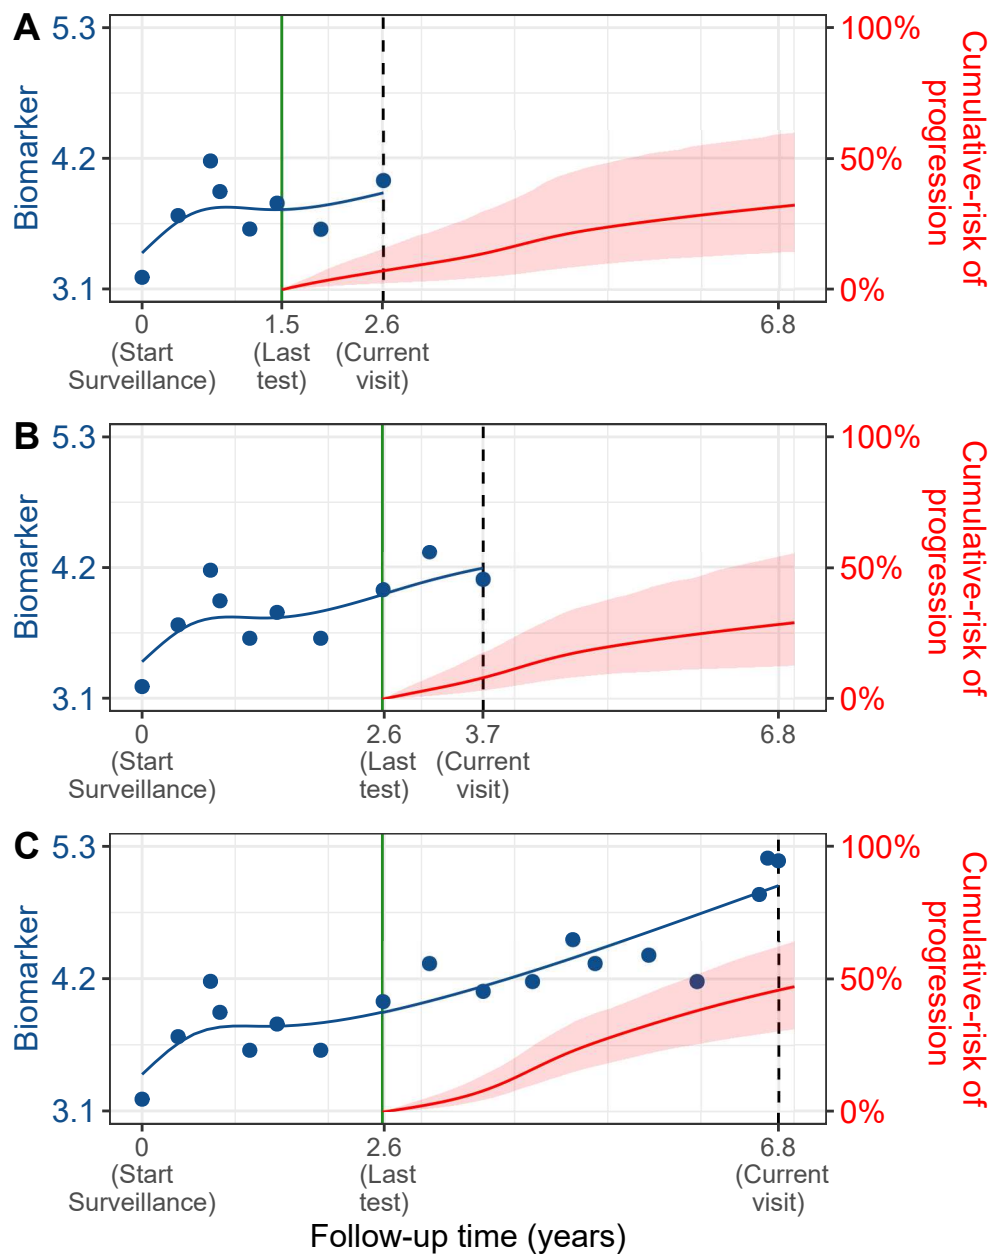 A
5.3
4.2
3.1
Biomarker
100%
50%
0%
Cumulative-risk of
progression
0
(Start
Surveillance)
1.5
(Last
test)
2.6
(Current
visit)
6.8
B
5.3
4.2
3.1
Biomarker
100%
50%
0%
Cumulative-risk of
progression
0
(Start
Surveillance)
2.6
(Last
test)
3.7
(Current
visit)
6.8
C
5.3
4.2
3.1
Biomarker
100%
50%
0%
Cumulative-risk of
progression
0
(Start
Surveillance)
2.6
(Last
test)
6.8
(Current
visit)
Follow-up time (years)